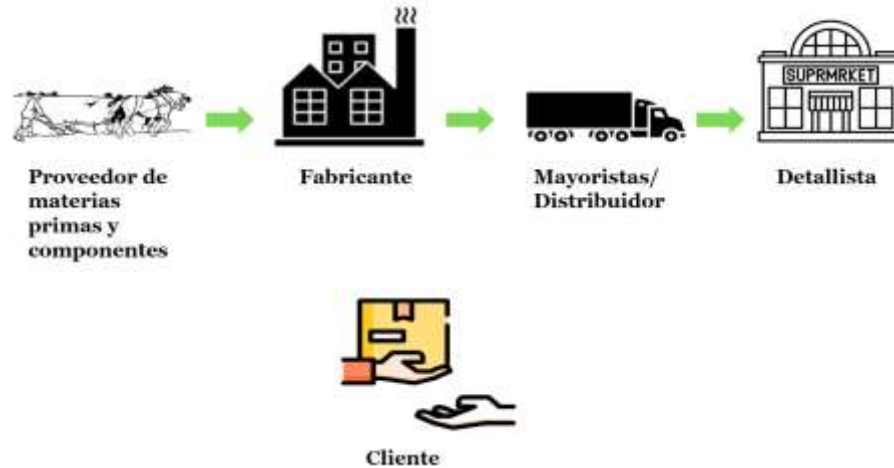 SUPRMRKET
Proveedor de
materias
primas y
componentes
Fabricante
Mayoristas/
Distribuidor
Detallista
Cliente